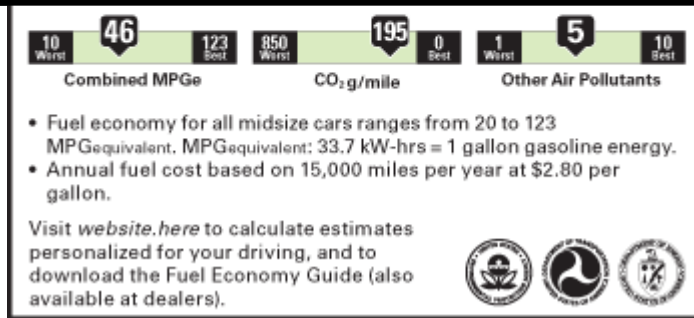 46 195 5
10 Worst 123 Best 850 Worst 0 Best 1 Worst 10 Best
Combined MPGe CO₂ g/mile Other Air Pollutants
• Fuel economy for all midsize cars ranges from 20 to 123
MPGequivalent. MPGequivalent: 33.7 kW-hrs = 1 gallon gasoline energy.
• Annual fuel cost based on 15,000 miles per year at $2.80 per
gallon.
Visit website.here to calculate estimates
personalized for your driving, and to
download the Fuel Economy Guide (also
available at dealers).